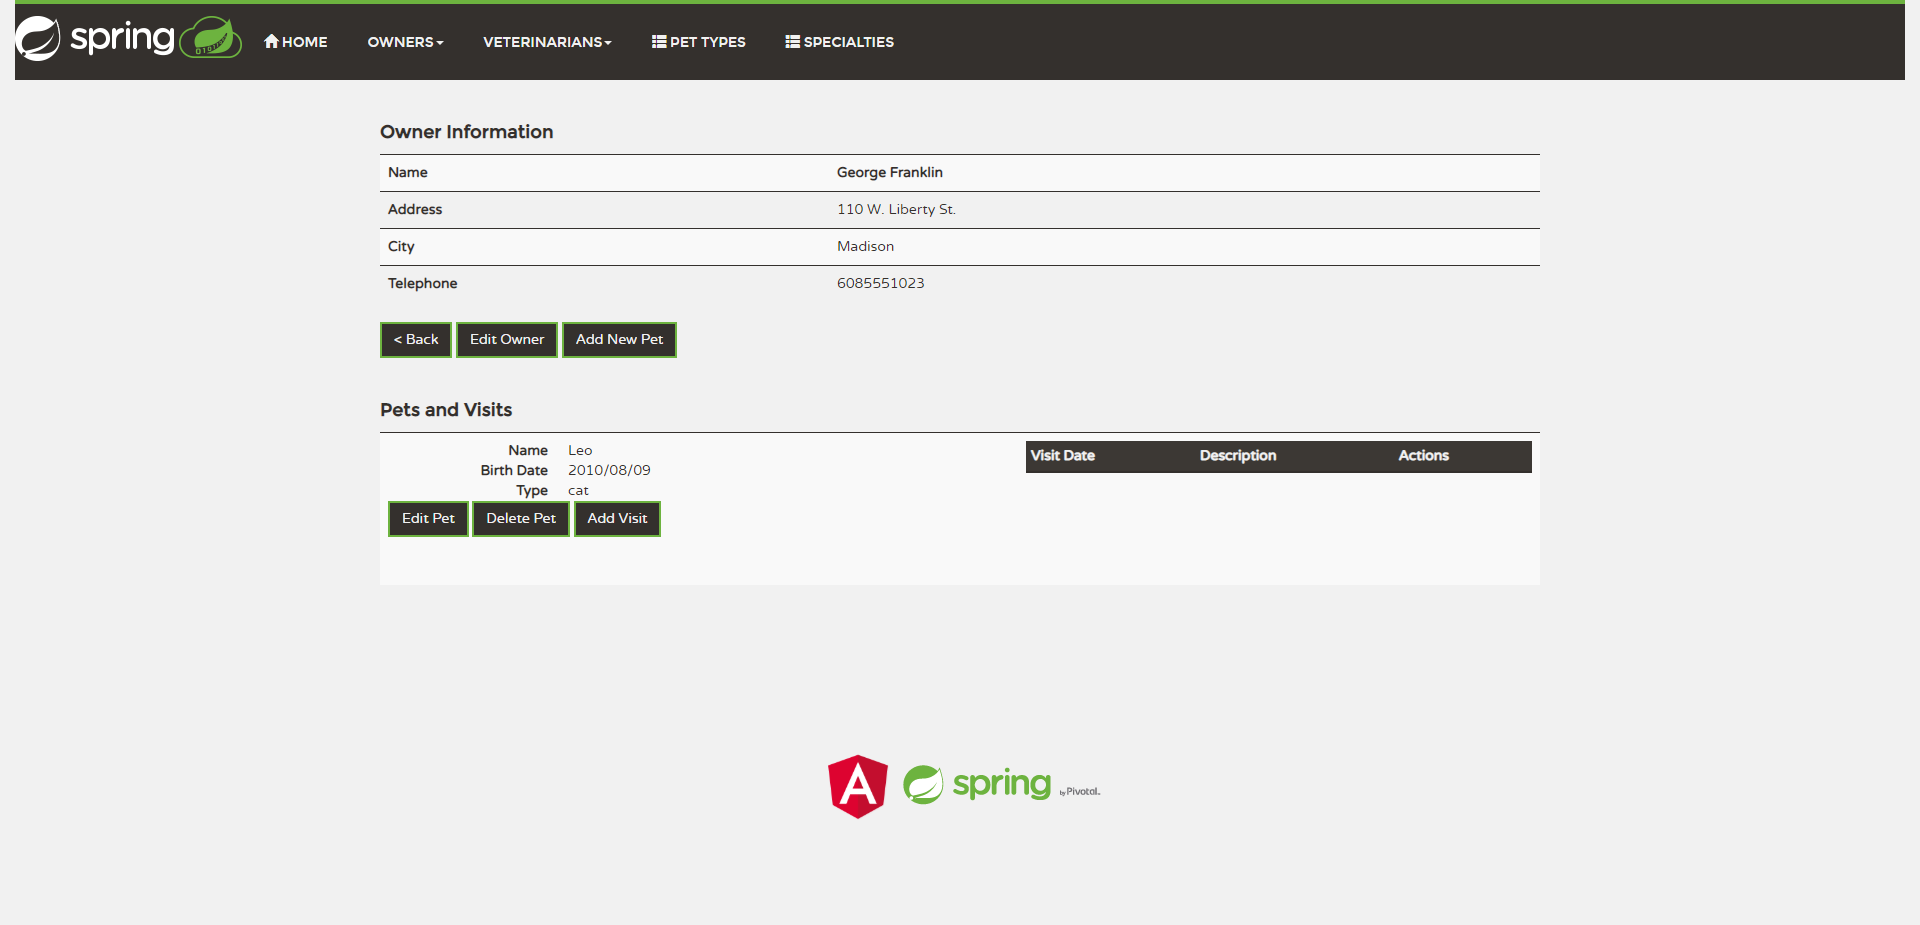 spring HOME OWNERS VETERINARIANS PET TYPES SPECIALTIES
Owner Information
Name George Franklin
Address 110 W. Liberty St.
City Madison
Telephone 6085551023
< Back Edit Owner Add New Pet
Pets and Visits
Name Leo
Birth Date 2010/08/09
Type cat
Edit Pet Delete Pet Add Visit
Visit Date Description Actions
A spring by Pivotal.